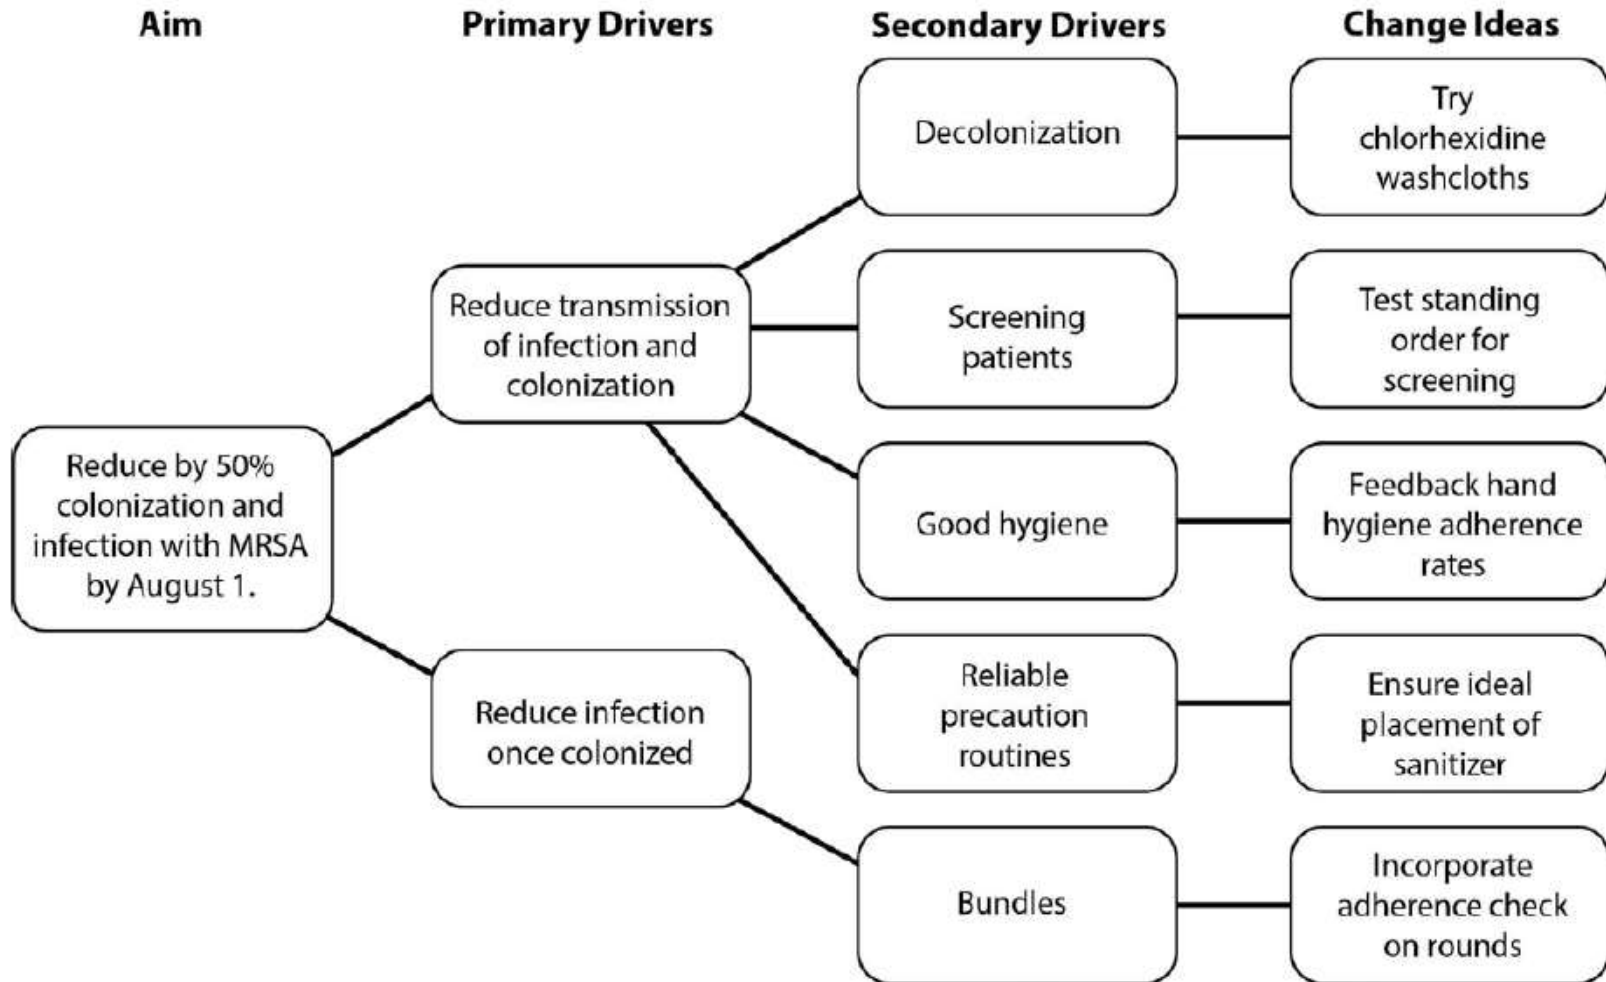 Aim
Primary Drivers
Secondary Drivers
Change Ideas
Reduce by 50%
colonization and
infection with MRSA
by August 1.
Reduce transmission
of infection and
colonization
Reduce infection
once colonized
Decolonization
Screening
patients
Good hygiene
Reliable
precaution
routines
Bundles
Try
chlorhexidine
washcloths
Test standing
order for
screening
Feedback hand
hygiene adherence
rates
Ensure ideal
placement of
sanitizer
Incorporate
adherence check
on rounds